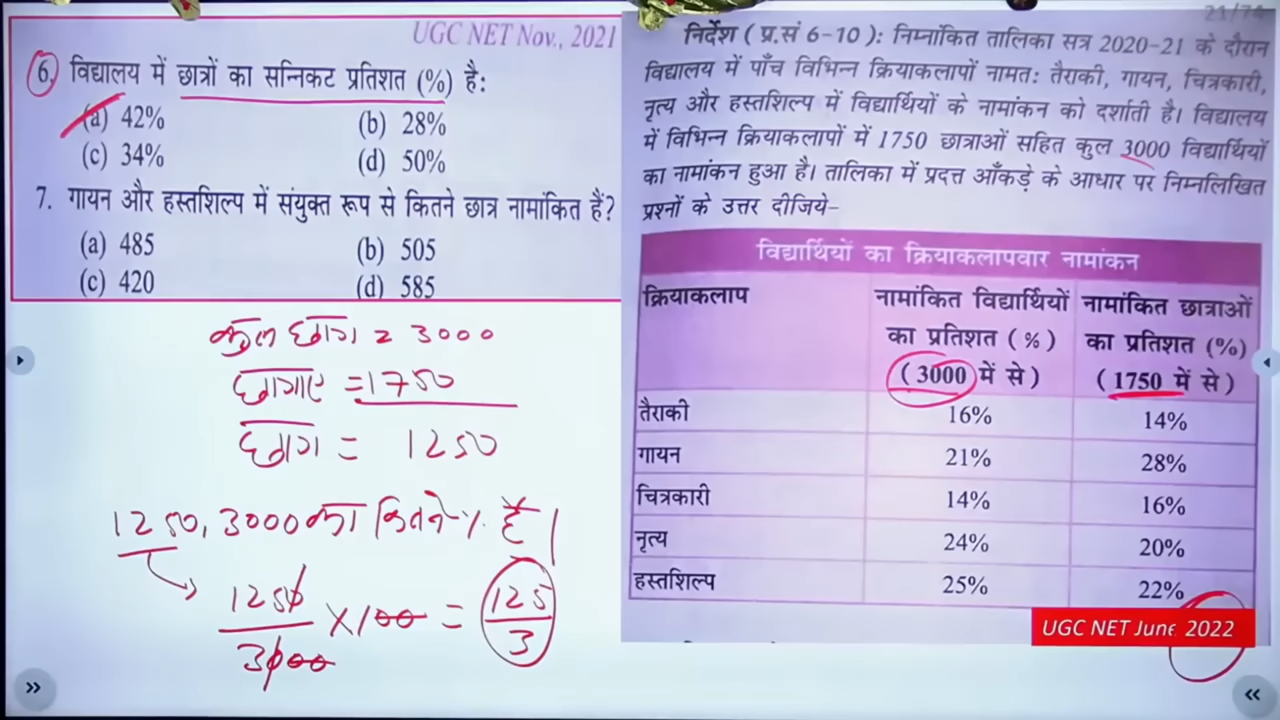 UGC NET Nov., 2021
6. विद्यालय में छात्रों का सन्निकट प्रतिशत (%) है:
(a) 42% (b) 28%
(c) 34% (d) 50%
7. गायन और हस्तशिल्प में संयुक्त रूप से कितने छात्र नामांकित हैं?
(a) 485 (b) 505
(c) 420 (d) 585
कुल छात्र = 3000
छात्राए = 1750
छात्र = 1250
1250, 3000 का कितने % है।
1250/3000 × 100 = 125/3
21/74
निर्देश (प्र.सं 6-10): निम्नांकित तालिका सत्र 2020-21 के दौरान
विद्यालय में पाँच विभिन्न क्रियाकलापों नामतः तैराकी, गायन, चित्रकारी,
नृत्य और हस्तशिल्प में विद्यार्थियों के नामांकन को दर्शाती है। विद्यालय
में विभिन्न क्रियाकलापों में 1750 छात्राओं सहित कुल 3000 विद्यार्थियों
का नामांकन हुआ है। तालिका में प्रदत्त आँकड़े के आधार पर निम्नलिखित
प्रश्नों के उत्तर दीजिये-
विद्यार्थियों का क्रियाकलापवार नामांकन
क्रियाकलाप नामांकित विद्यार्थियों नामांकित छात्राओं
का प्रतिशत (%) का प्रतिशत (%)
(3000 में से) (1750 में से)
तैराकी 16% 14%
गायन 21% 28%
चित्रकारी 14% 16%
नृत्य 24% 20%
हस्तशिल्प 25% 22%
UGC NET June 2022